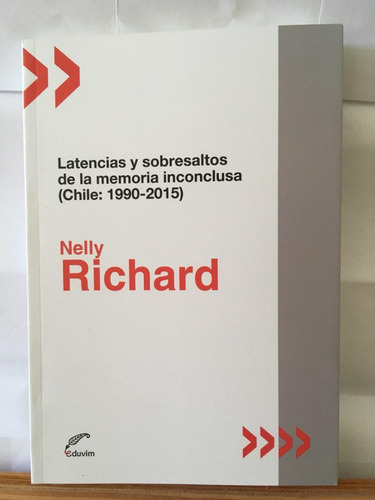 Latencias y sobresaltos
de la memoria inconclusa
(Chile: 1990-2015)
Nelly
Richard
eduvim